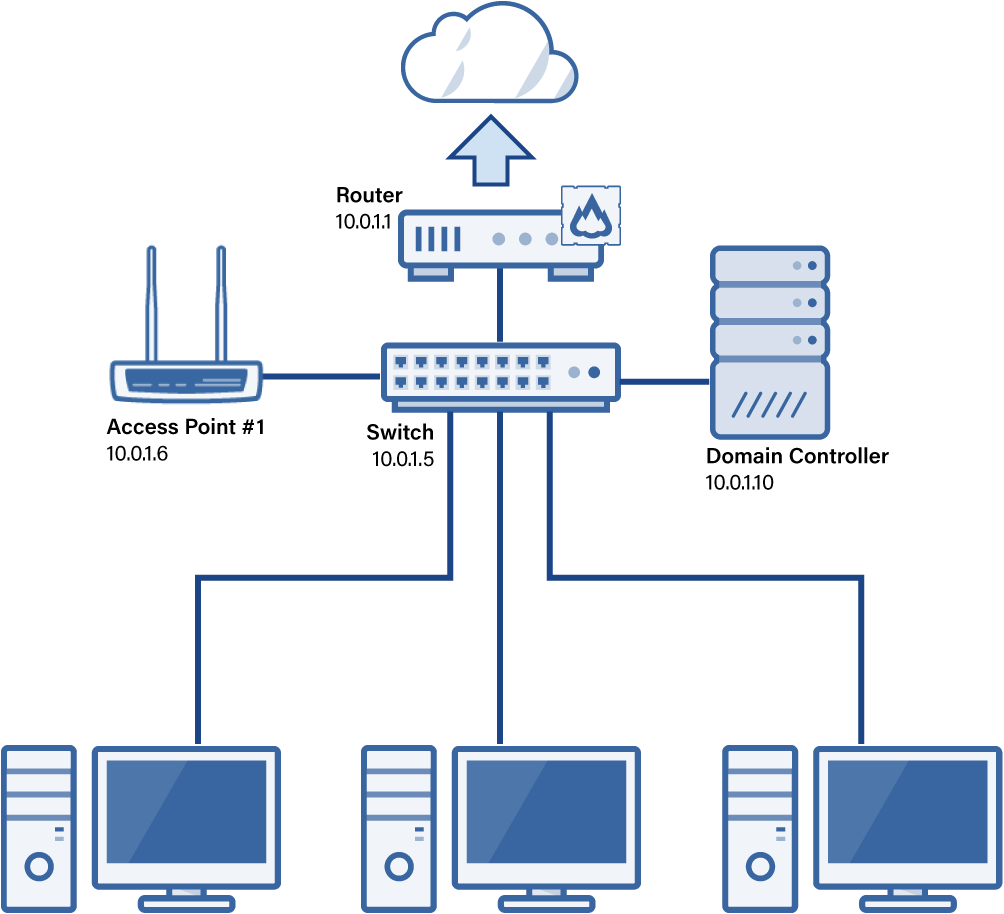 Router
10.0.1.1
Access Point #1
10.0.1.6
Switch
10.0.1.5
Domain Controller
10.0.1.10